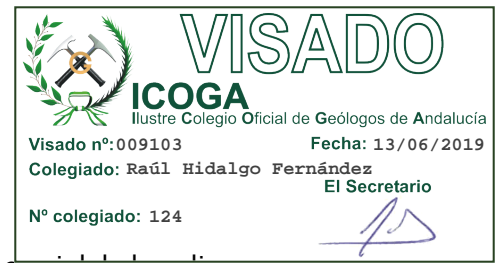 VISADO
ICOGA
Ilustre Colegio Oficial de Geólogos de Andalucía
Visado nº:009103 Fecha: 13/06/2019
Colegiado: Raúl Hidalgo Fernández
El Secretario
Nº colegiado: 124